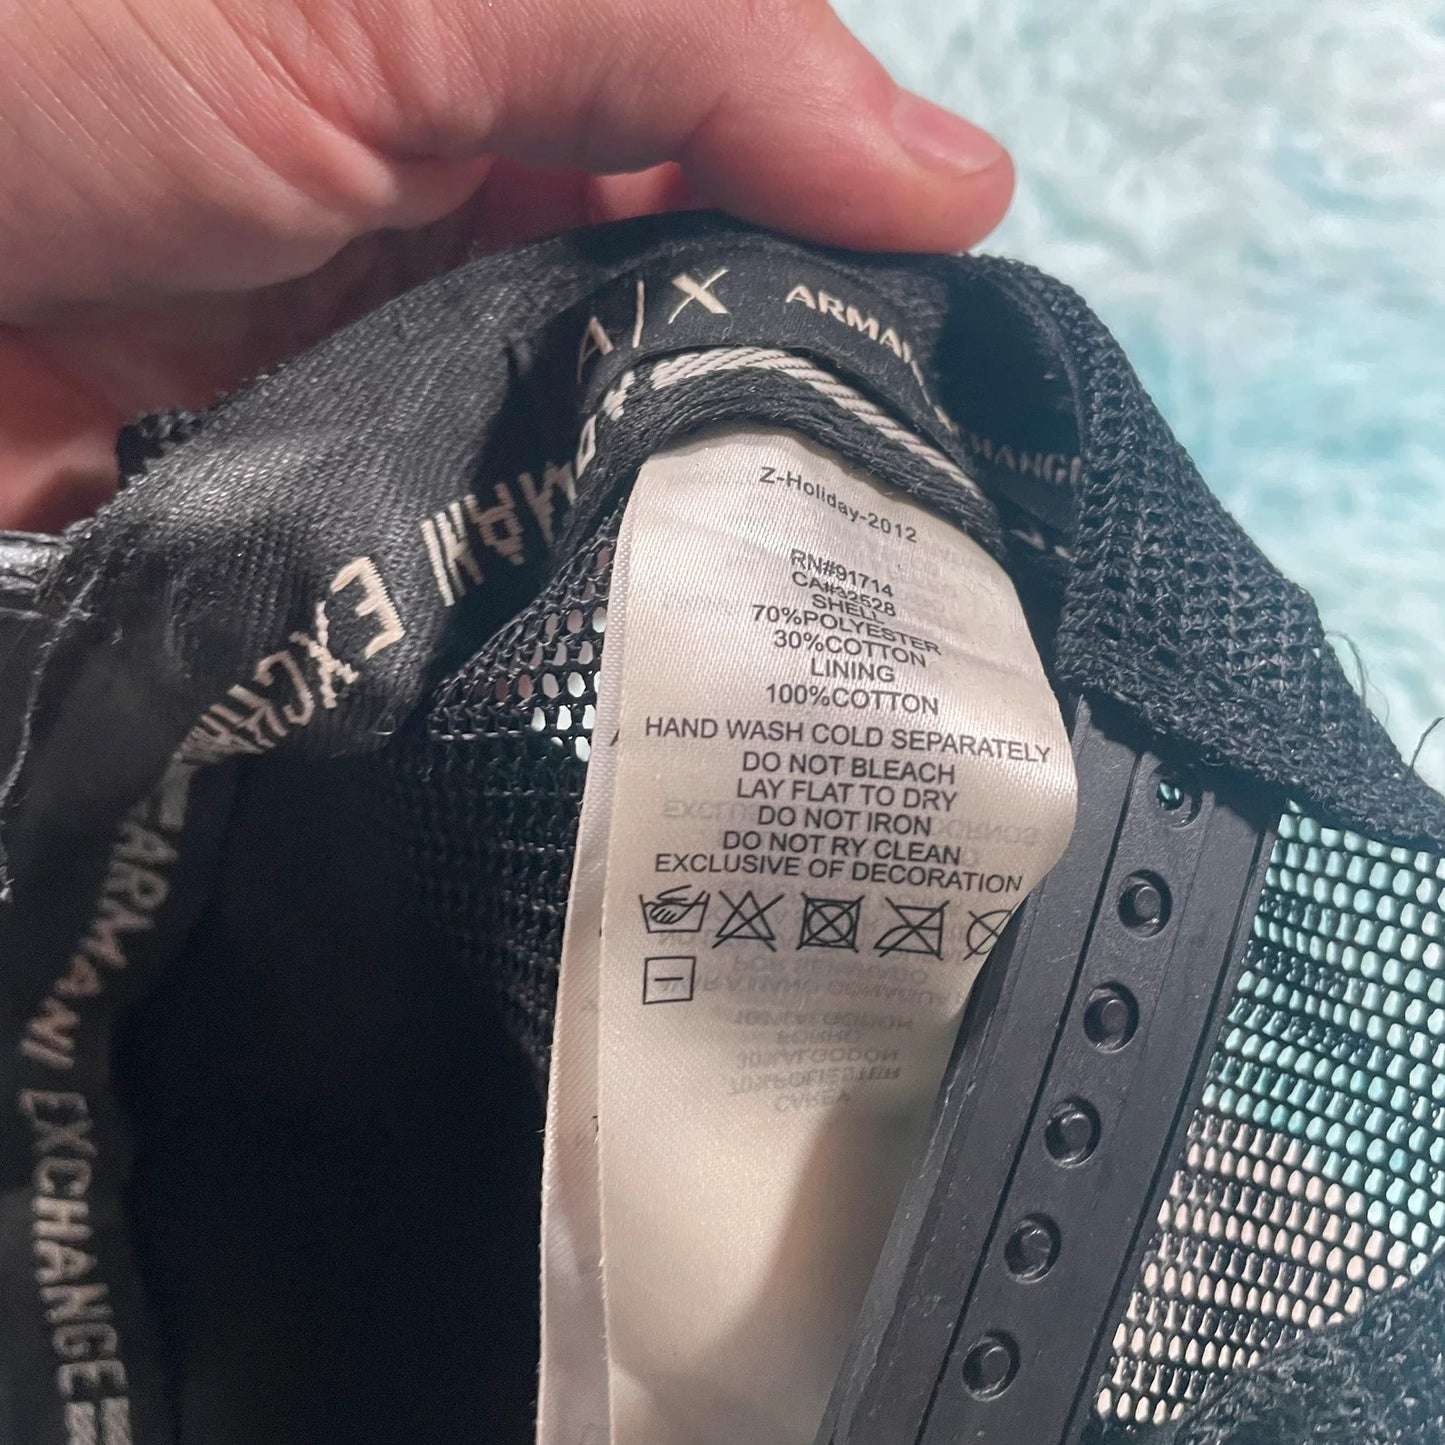 A|X ARMANI
EXCHANGE
ARMANI EXCHANGE
Z-Holiday-2012
RN#91714
CA#32528
SHELL
70%POLYESTER
30%COTTON
LINING
100%COTTON
HAND WASH COLD SEPARATELY
DO NOT BLEACH
LAY FLAT TO DRY
DO NOT IRON
DO NOT RY CLEAN
EXCLUSIVE OF DECORATION